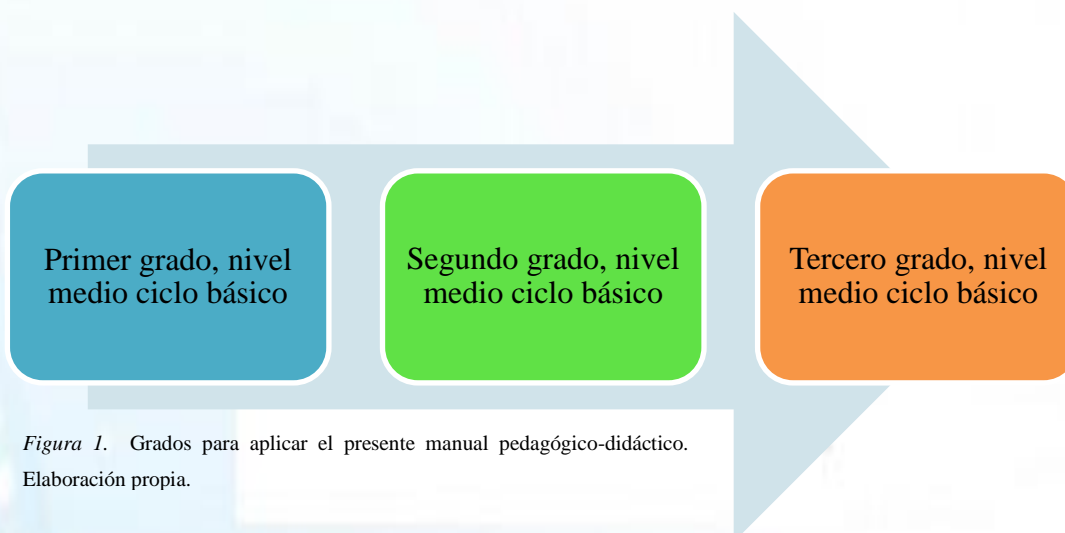 Primer grado, nivel
medio ciclo básico
Segundo grado, nivel
medio ciclo básico
Tercero grado, nivel
medio ciclo básico
Figura 1. Grados para aplicar el presente manual pedagógico-didáctico.
Elaboración propia.